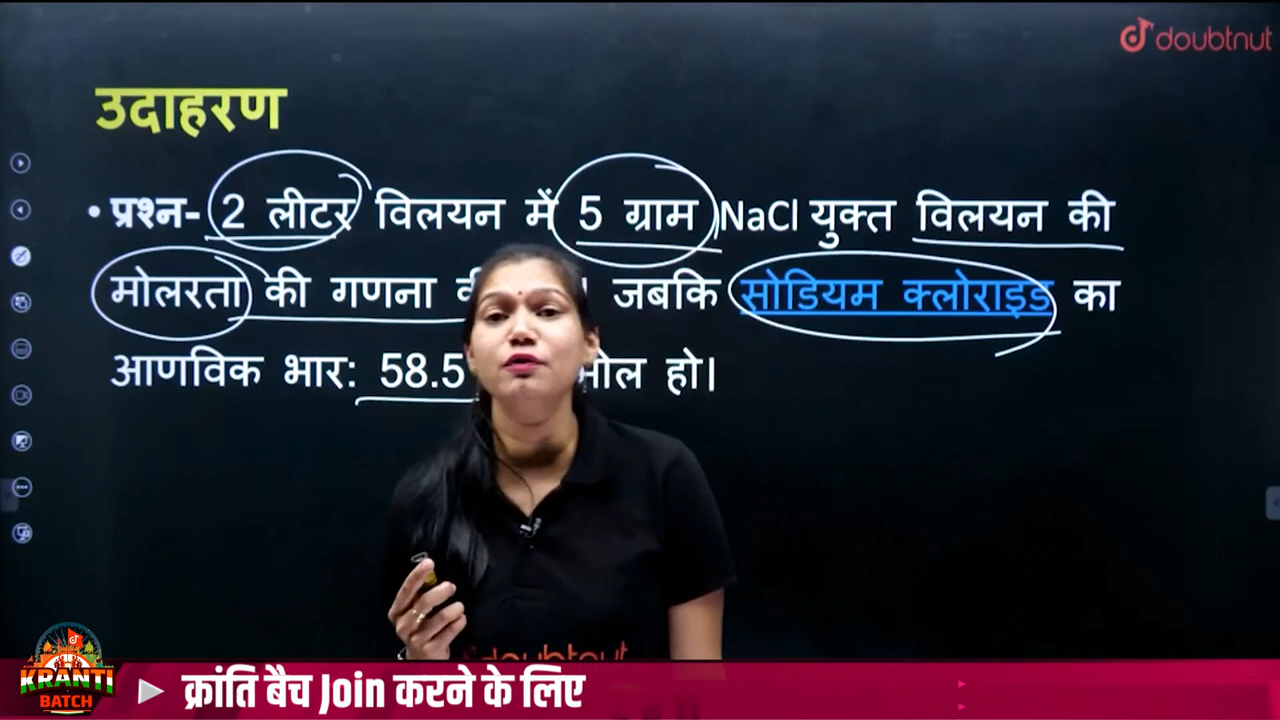 doubtnut
उदाहरण
• प्रश्न- 2 लीटर विलयन में 5 ग्राम NaCl युक्त विलयन की
मोलरता की गणना । जबकि सोडियम क्लोराइड का
आणविक भार: 58.5 मोल हो।
doubtnut
KRANTI
BATCH
क्रांति बैच Join करने के लिए